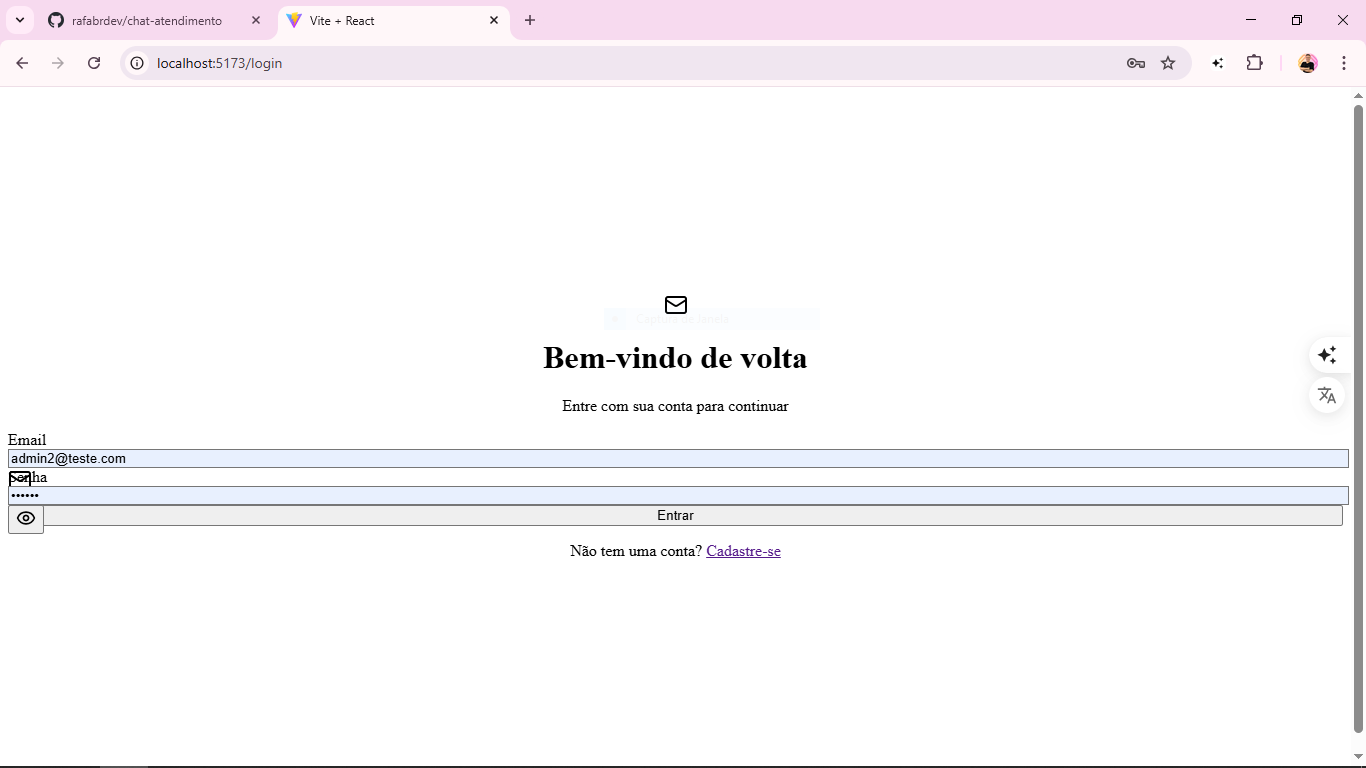 rafabrdev/chat-atendimento
Vite + React
localhost:5173/login
Bem-vindo de volta
Entre com sua conta para continuar
Email
admin2@teste.com
Senha
••••••
Entrar
Não tem uma conta? Cadastre-se